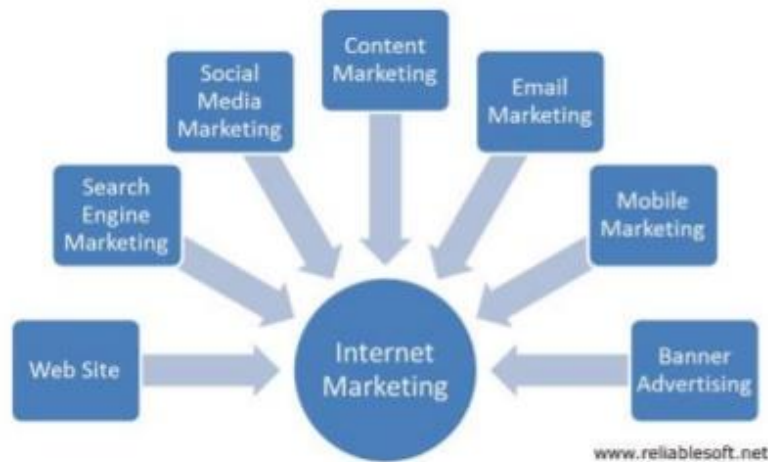 Content
Marketing
Social
Media
Marketing
Email
Marketing
Search
Engine
Marketing
Mobile
Marketing
Web Site
Internet
Marketing
Banner
Advertising
www.reliablesoft.net